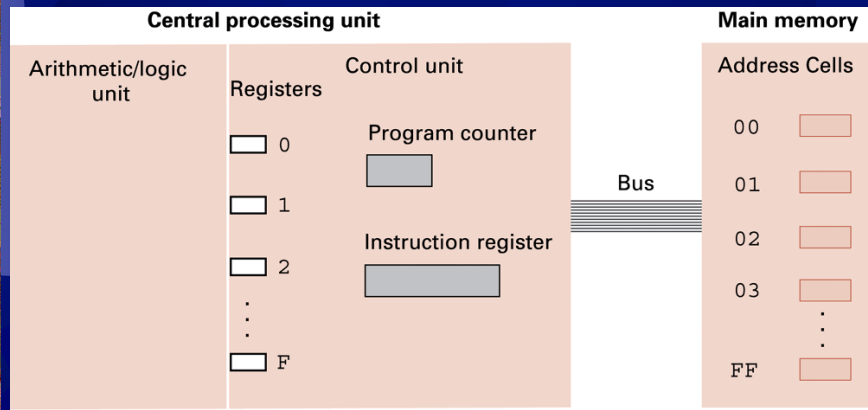 Central processing unit
Main memory
Arithmetic/logic
unit
Registers
Control unit
Address Cells
0
Program counter
00
1
Bus
01
2
Instruction register
02
03
F
FF